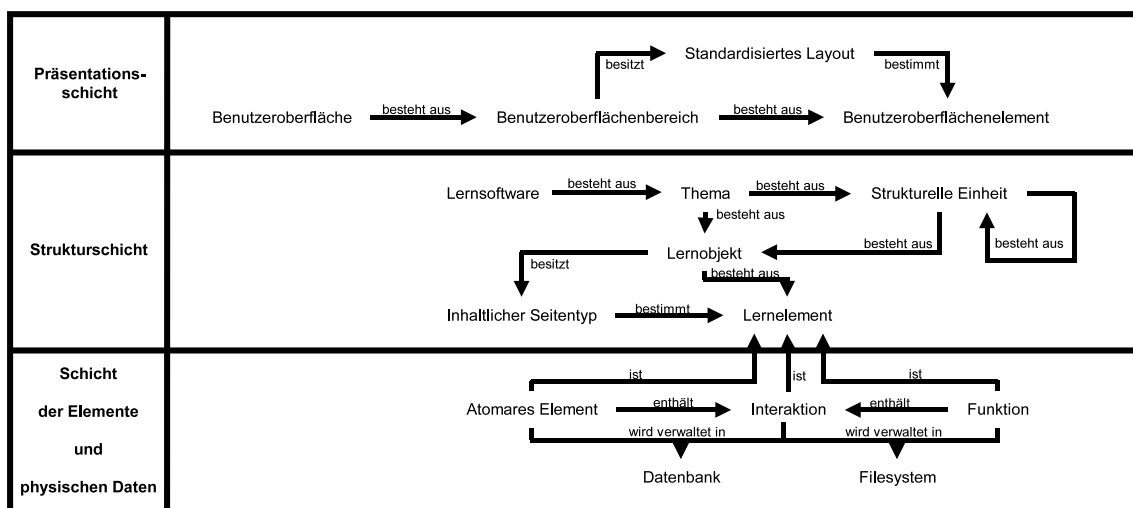 Präsentations-
schicht
Standardisiertes Layout
besitzt
bestimmt
Benutzeroberfläche
besteht aus
Benutzeroberflächenbereich
besteht aus
Benutzeroberflächenelement
Strukturschicht
Lernsoftware
besteht aus
Thema
besteht aus
Strukturelle Einheit
besteht aus
besteht aus
besteht aus
Lernobjekt
besitzt
besteht aus
Inhaltlicher Seitentyp
bestimmt
Lernelement
Schicht
der Elemente
und
physischen Daten
ist
ist
ist
Atomares Element
enthält
Interaktion
enthält
Funktion
wird verwaltet in
wird verwaltet in
Datenbank
Filesystem